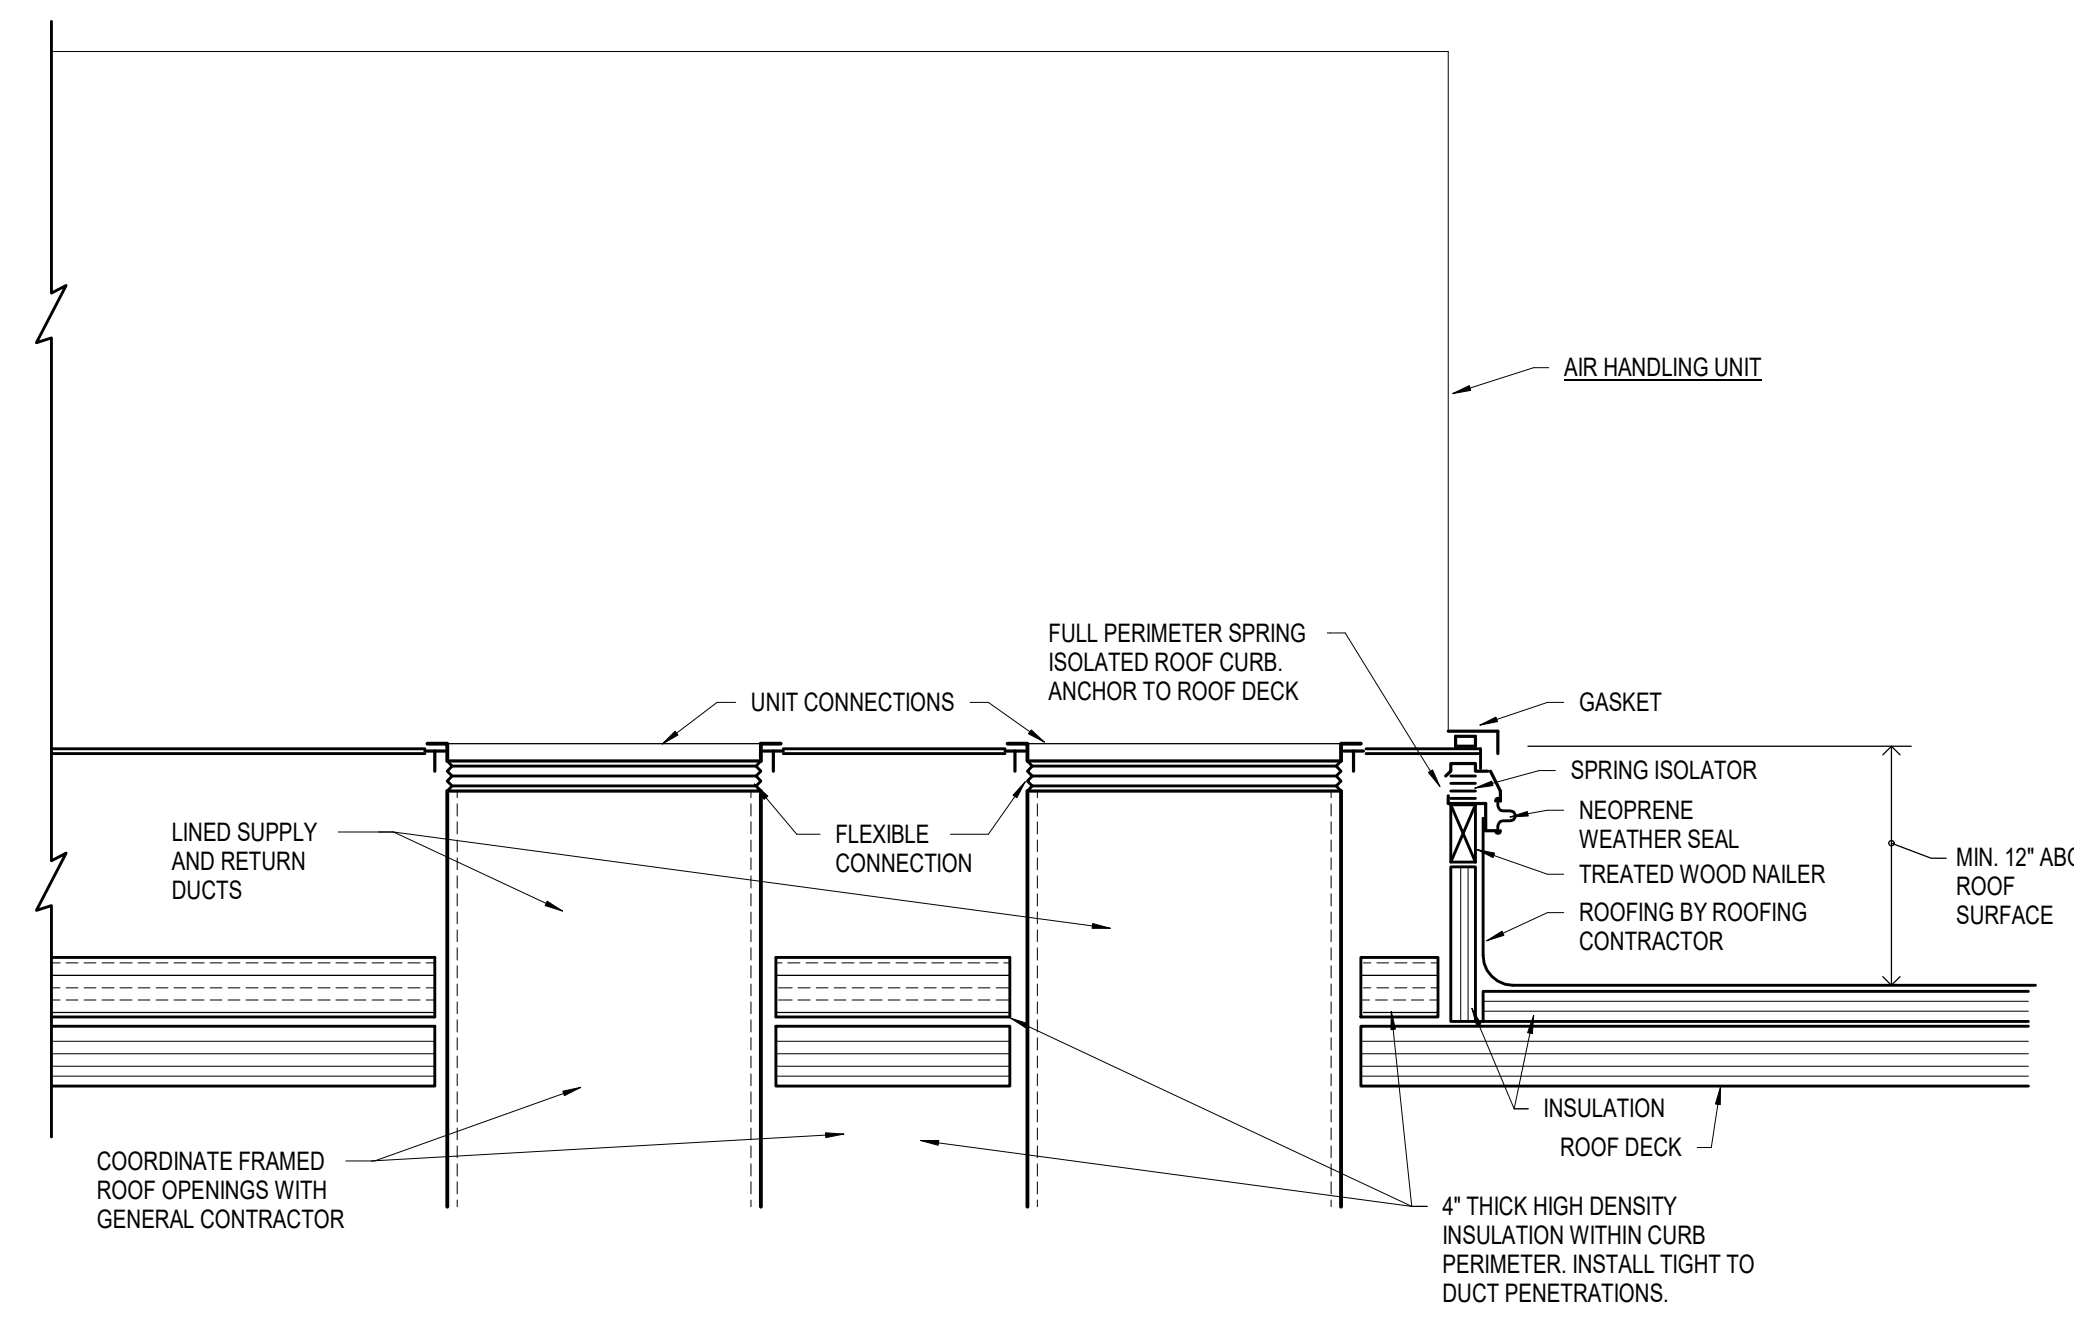 AIR HANDLING UNIT
FULL PERIMETER SPRING
ISOLATED ROOF CURB.
ANCHOR TO ROOF DECK
UNIT CONNECTIONS
GASKET
SPRING ISOLATOR
NEOPRENE
WEATHER SEAL
LINED SUPPLY
AND RETURN
DUCTS
FLEXIBLE
CONNECTION
TREATED WOOD NAILER
MIN. 12" ABO
ROOF
SURFACE
ROOFING BY ROOFING
CONTRACTOR
INSULATION
ROOF DECK
COORDINATE FRAMED
ROOF OPENINGS WITH
GENERAL CONTRACTOR
4" THICK HIGH DENSITY
INSULATION WITHIN CURB
PERIMETER. INSTALL TIGHT TO
DUCT PENETRATIONS.